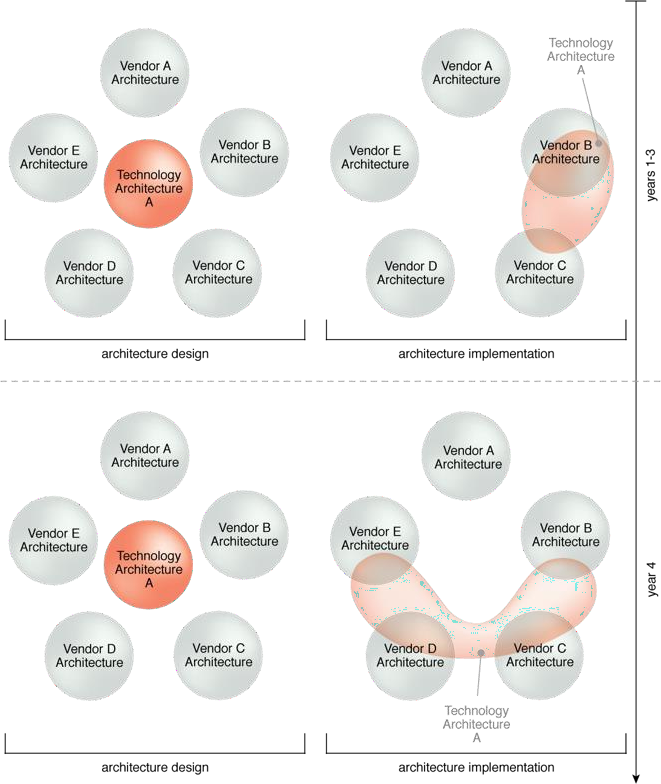 Vendor A
Architecture
Vendor E
Architecture
Vendor B
Architecture
Technology
Architecture
A
Vendor D
Architecture
Vendor C
Architecture
architecture design
Technology
Architecture
A
Vendor A
Architecture
Vendor E
Architecture
Vendor B
Architecture
Vendor D
Architecture
Vendor C
Architecture
architecture implementation
years 1-3
Vendor A
Architecture
Vendor E
Architecture
Vendor B
Architecture
Technology
Architecture
A
Vendor D
Architecture
Vendor C
Architecture
architecture design
Vendor A
Architecture
Vendor E
Architecture
Vendor B
Architecture
Vendor D
Architecture
Vendor C
Architecture
Technology
Architecture
A
architecture implementation
year 4